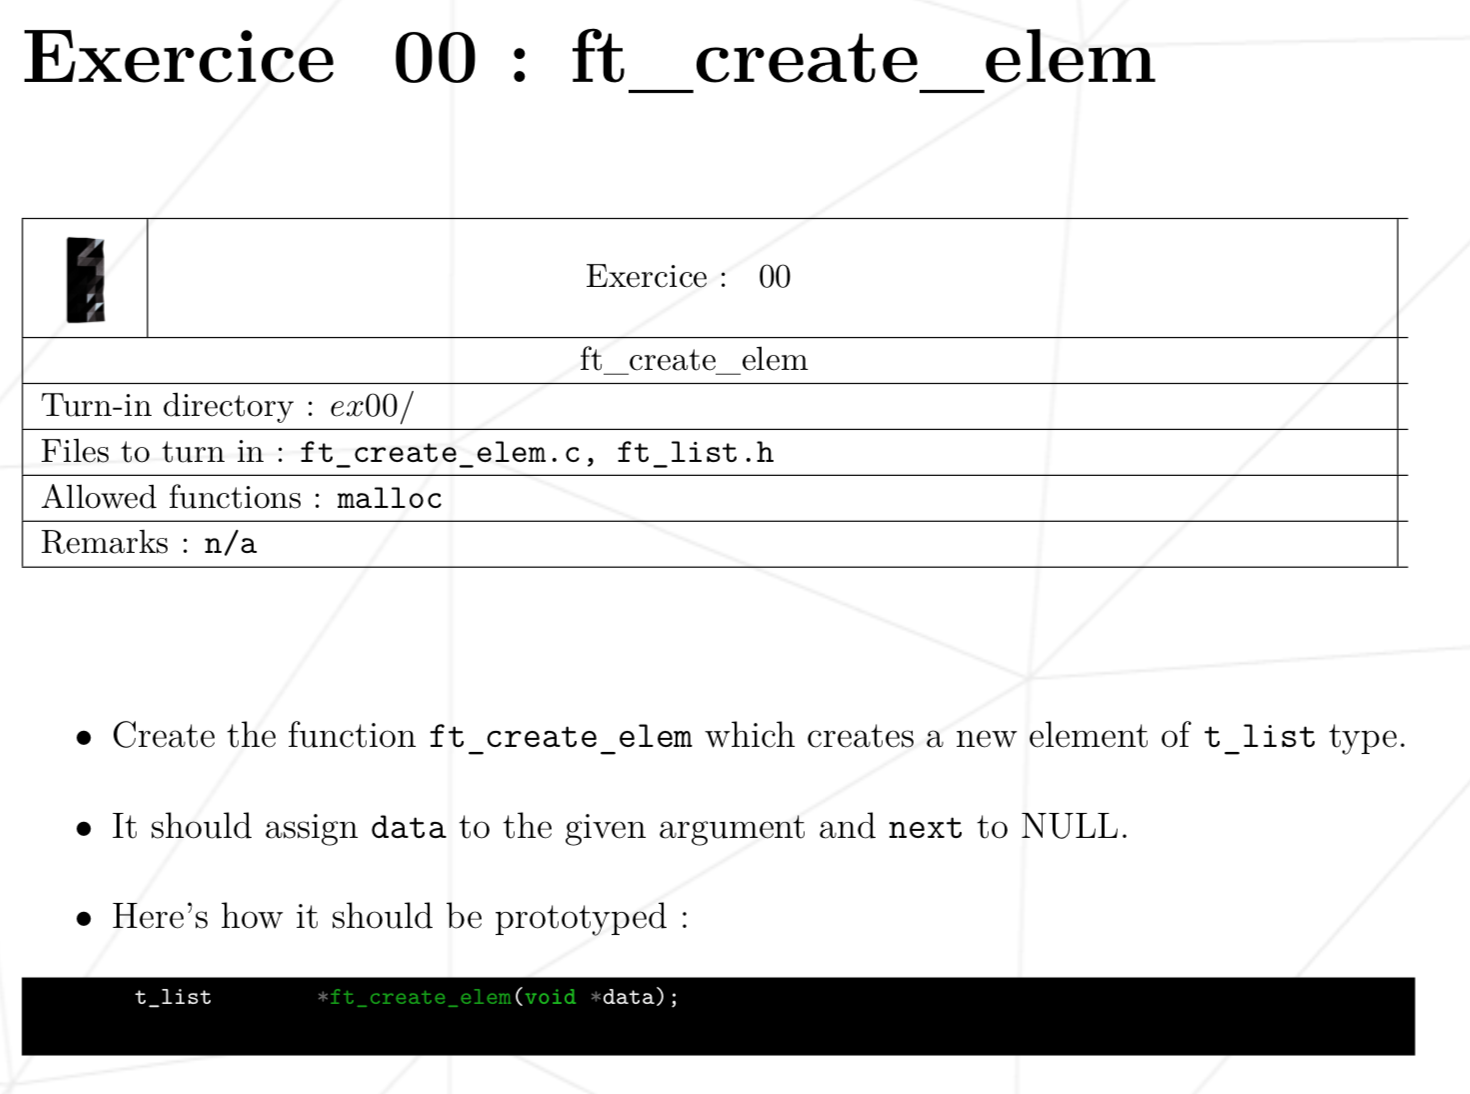 Exercice 00 : ft_create_elem
Exercice : 00
ft_create_elem
Turn-in directory : ex00/
Files to turn in : ft_create_elem.c, ft_list.h
Allowed functions : malloc
Remarks : n/a
• Create the function ft_create_elem which creates a new element of t_list type.
• It should assign data to the given argument and next to NULL.
• Here's how it should be prototyped :
t_list *ft_create_elem(void *data);